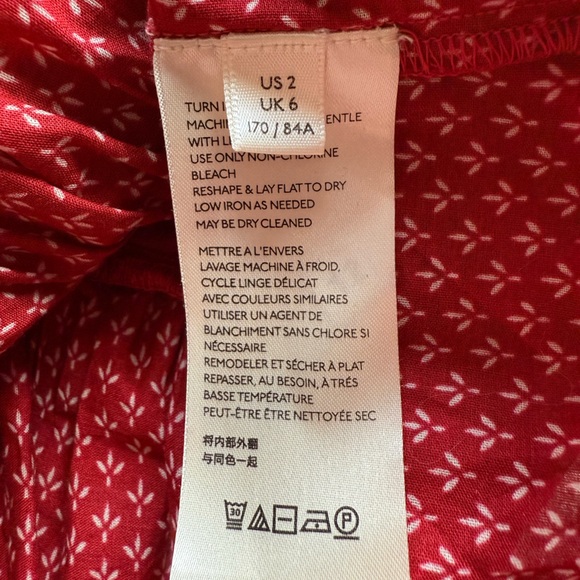 US 2
UK 6
170 / 84A
TURN
MACHIN ENTLE
WITH L
USE ONLY NON-CHLORINE
BLEACH
RESHAPE & LAY FLAT TO DRY
LOW IRON AS NEEDED
MAY BE DRY CLEANED
METTRE A L'ENVERS
LAVAGE MACHINE À FROID,
CYCLE LINGE DÉLICAT
AVEC COULEURS SIMILAIRES
UTILISER UN AGENT DE
BLANCHIMENT SANS CHLORE SI
NÉCESSAIRE
REMODELER ET SÉCHER À PLAT
REPASSER, AU BESOIN, À TRÉS
BASSE TEMPÉRATURE
PEUT-ÊTRE ÊTRE NETTOYÉE SEC
将内部外翻
与同色一起
30 P